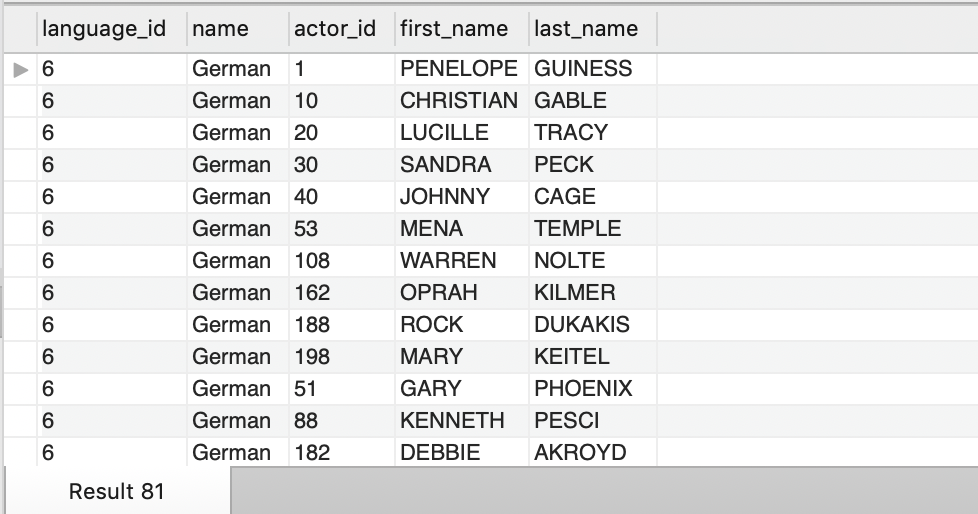 language_id name actor_id first_name last_name
6 German 1 PENELOPE GUINESS
6 German 10 CHRISTIAN GABLE
6 German 20 LUCILLE TRACY
6 German 30 SANDRA PECK
6 German 40 JOHNNY CAGE
6 German 53 MENA TEMPLE
6 German 108 WARREN NOLTE
6 German 162 OPRAH KILMER
6 German 188 ROCK DUKAKIS
6 German 198 MARY KEITEL
6 German 51 GARY PHOENIX
6 German 88 KENNETH PESCI
6 German 182 DEBBIE AKROYD
Result 81